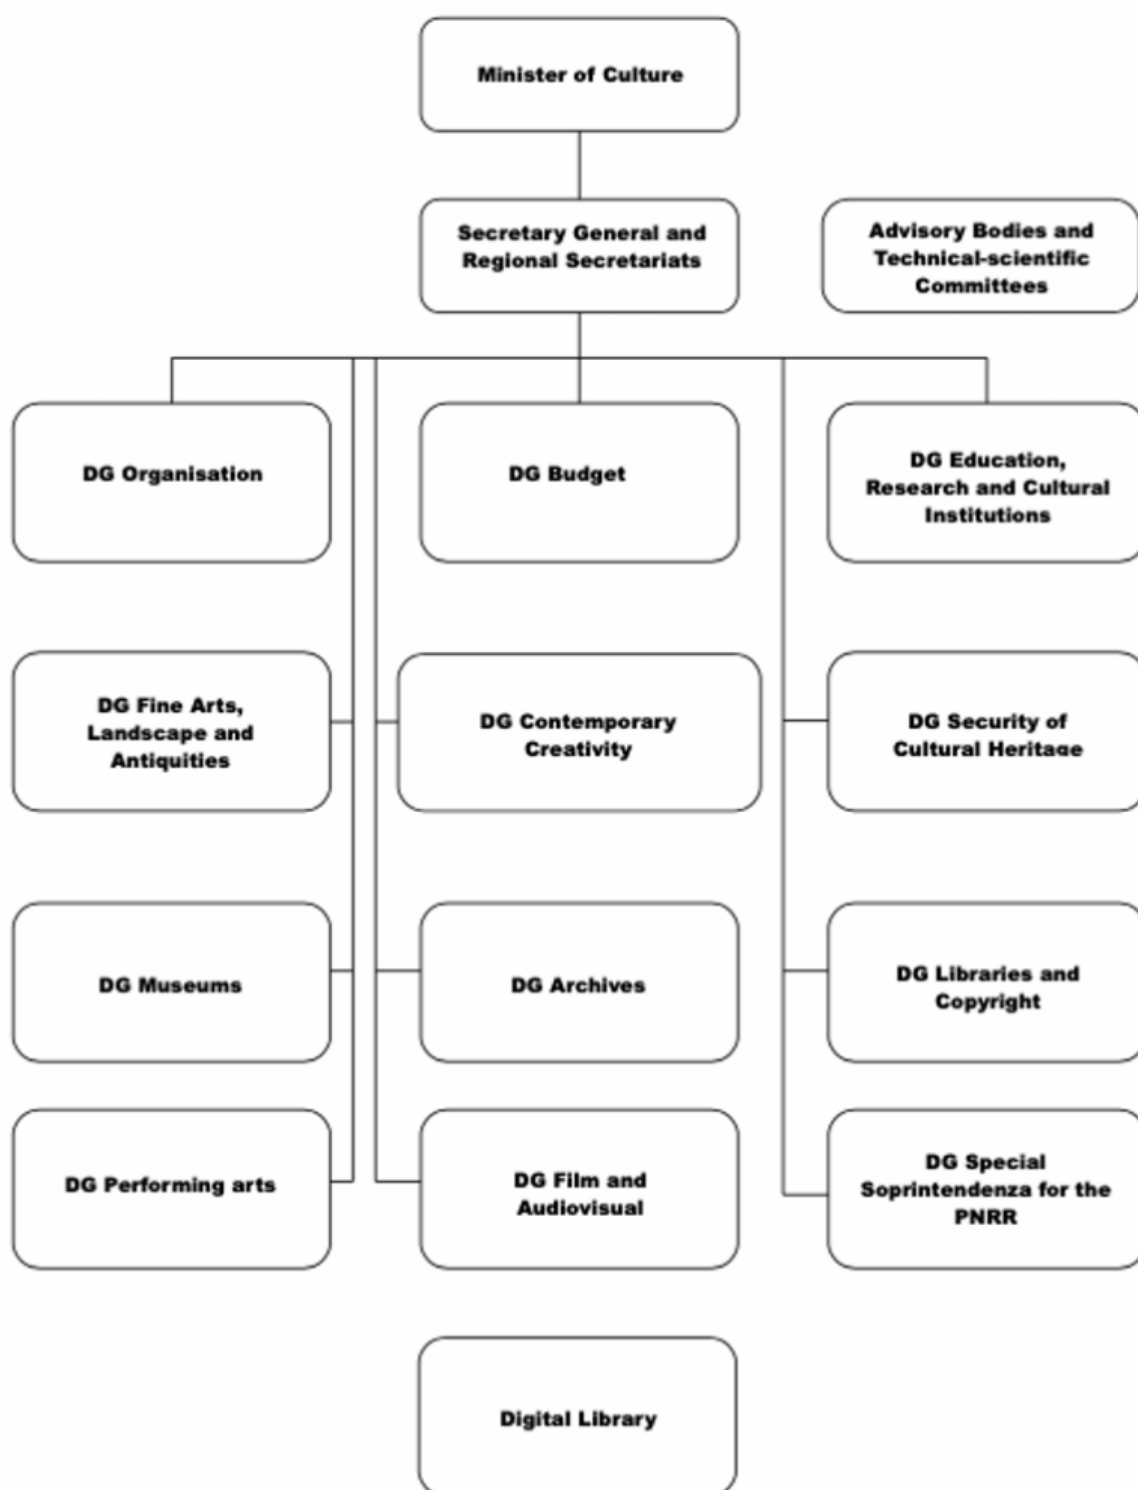 Minister of Culture
Secretary General and
Regional Secretariats
Advisory Bodies and
Technical-scientific
Committees
DG Organisation
DG Budget
DG Education,
Research and Cultural
Institutions
DG Fine Arts,
Landscape and
Antiquities
DG Contemporary
Creativity
DG Security of
Cultural Heritage
DG Museums
DG Archives
DG Libraries and
Copyright
DG Performing arts
DG Film and
Audiovisual
DG Special
Soprintendenza for the
PNRR
Digital Library